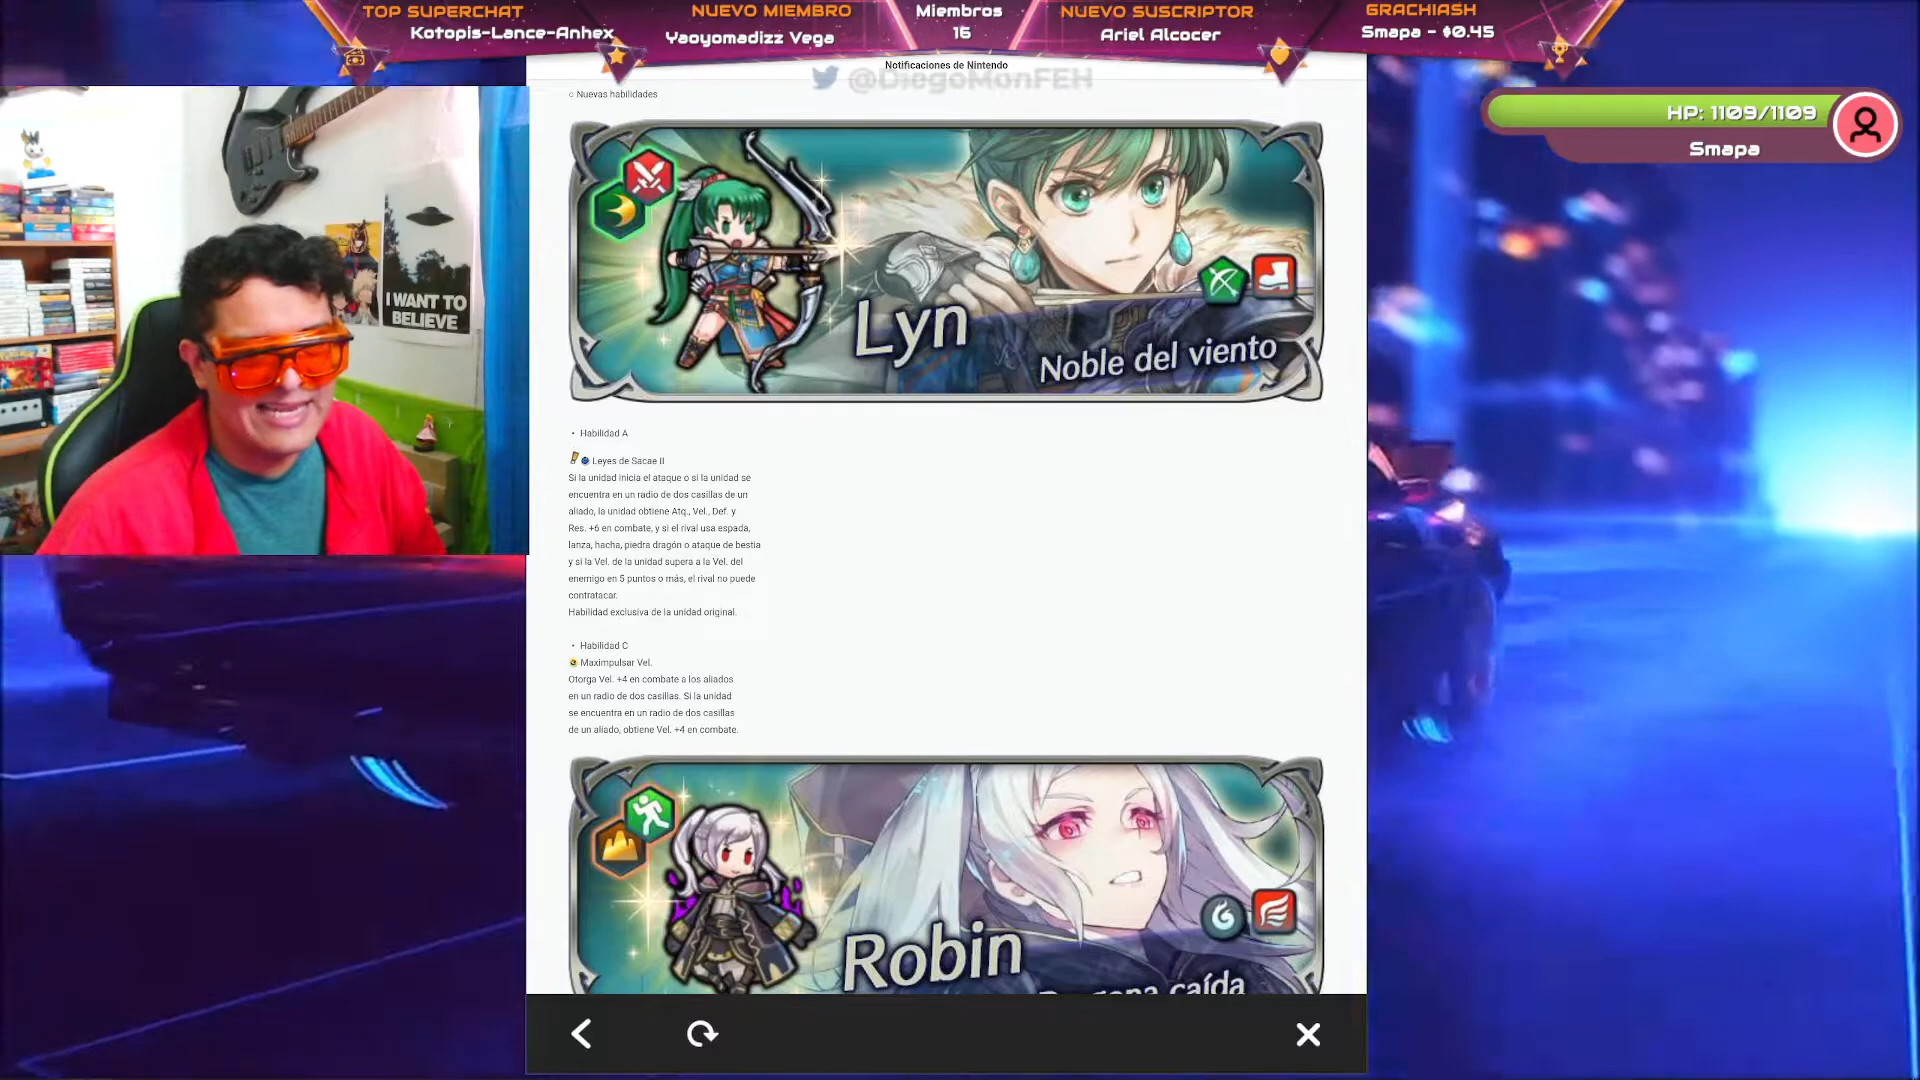 TOP SUPERCHAT
Kotopis-Lance-Anhex
NUEVO MIEMBRO
Yaoyomadizz Vega
Miembros
16
NUEVO SUSCRIPTOR
Ariel Alcocer
GRACHIASH
Smapa - $0.45
Notificaciones de Nintendo
@DiegoMonFEH
HP: 1109/1109
Smapa
I WANT TO
BELIEVE
○ Nuevas habilidades
Lyn
Noble del viento
・ Habilidad A
Leyes de Sacae II
Si la unidad inicia el ataque o si la unidad se
encuentra en un radio de dos casillas de un
aliado, la unidad obtiene Atq., Vel., Def. y
Res. +6 en combate, y si el rival usa espada,
lanza, hacha, piedra dragón o ataque de bestia
y si la Vel. de la unidad supera a la Vel. del
enemigo en 5 puntos o más, el rival no puede
contratacar.
Habilidad exclusiva de la unidad original.
・ Habilidad C
Maximpulsar Vel.
Otorga Vel. +4 en combate a los aliados
en un radio de dos casillas. Si la unidad
se encuentra en un radio de dos casillas
de un aliado, obtiene Vel. +4 en combate.
Robin
caída